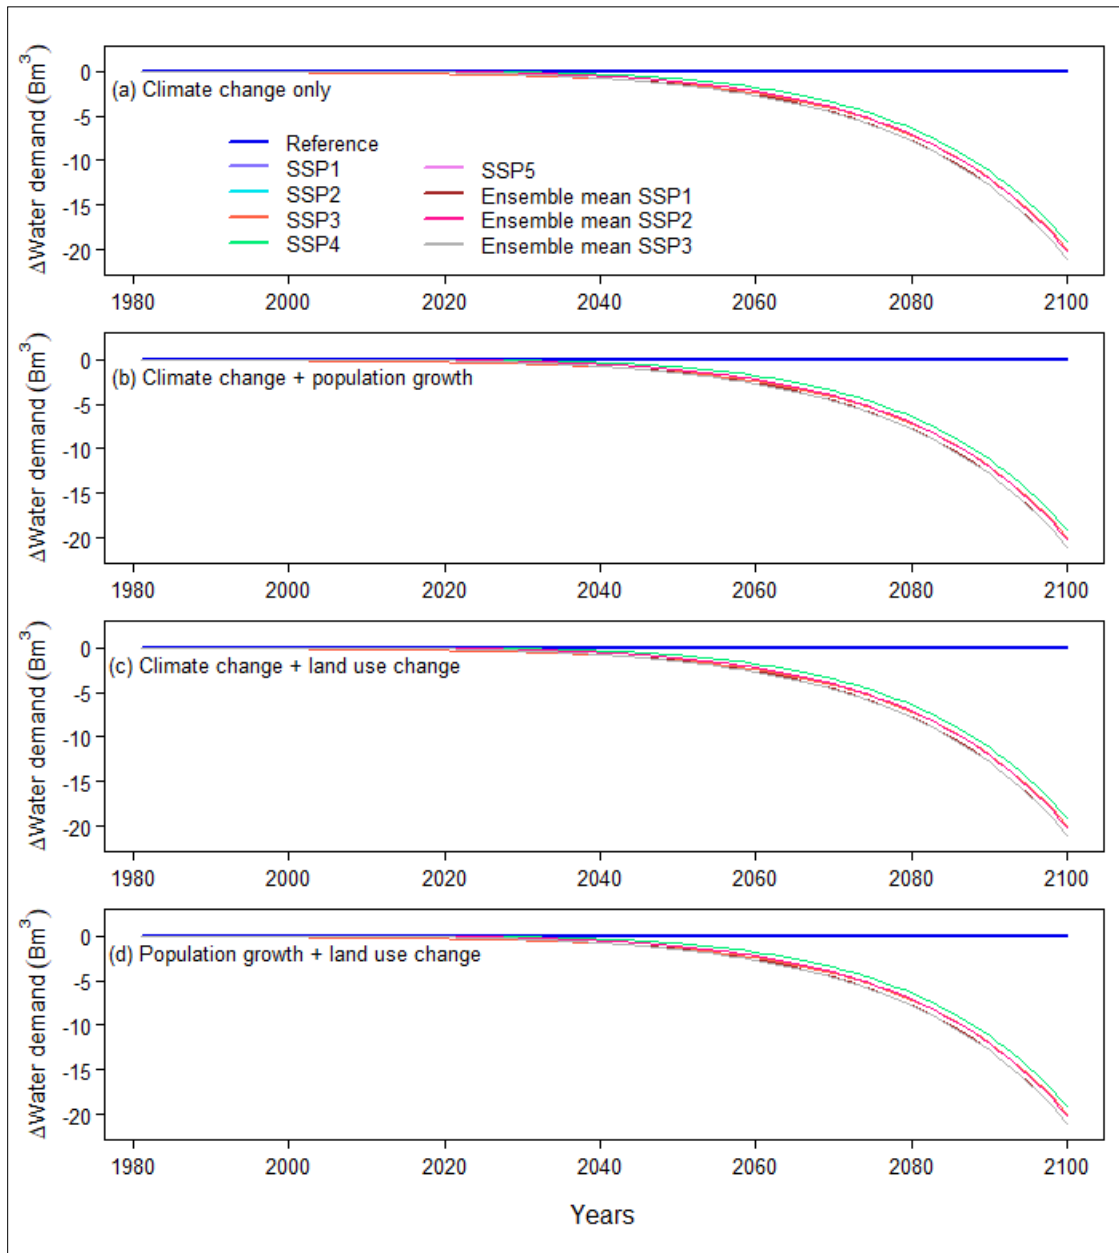 ΔWater demand (Bm³)
0
-5
-10
-15
-20
(a) Climate change only
Reference
SSP1
SSP2
SSP3
SSP4
SSP5
Ensemble mean SSP1
Ensemble mean SSP2
Ensemble mean SSP3
1980 2000 2020 2040 2060 2080 2100
ΔWater demand (Bm³)
0
-5
-10
-15
-20
(b) Climate change + population growth
1980 2000 2020 2040 2060 2080 2100
ΔWater demand (Bm³)
0
-5
-10
-15
-20
(c) Climate change + land use change
1980 2000 2020 2040 2060 2080 2100
ΔWater demand (Bm³)
0
-5
-10
-15
-20
(d) Population growth + land use change
1980 2000 2020 2040 2060 2080 2100
Years